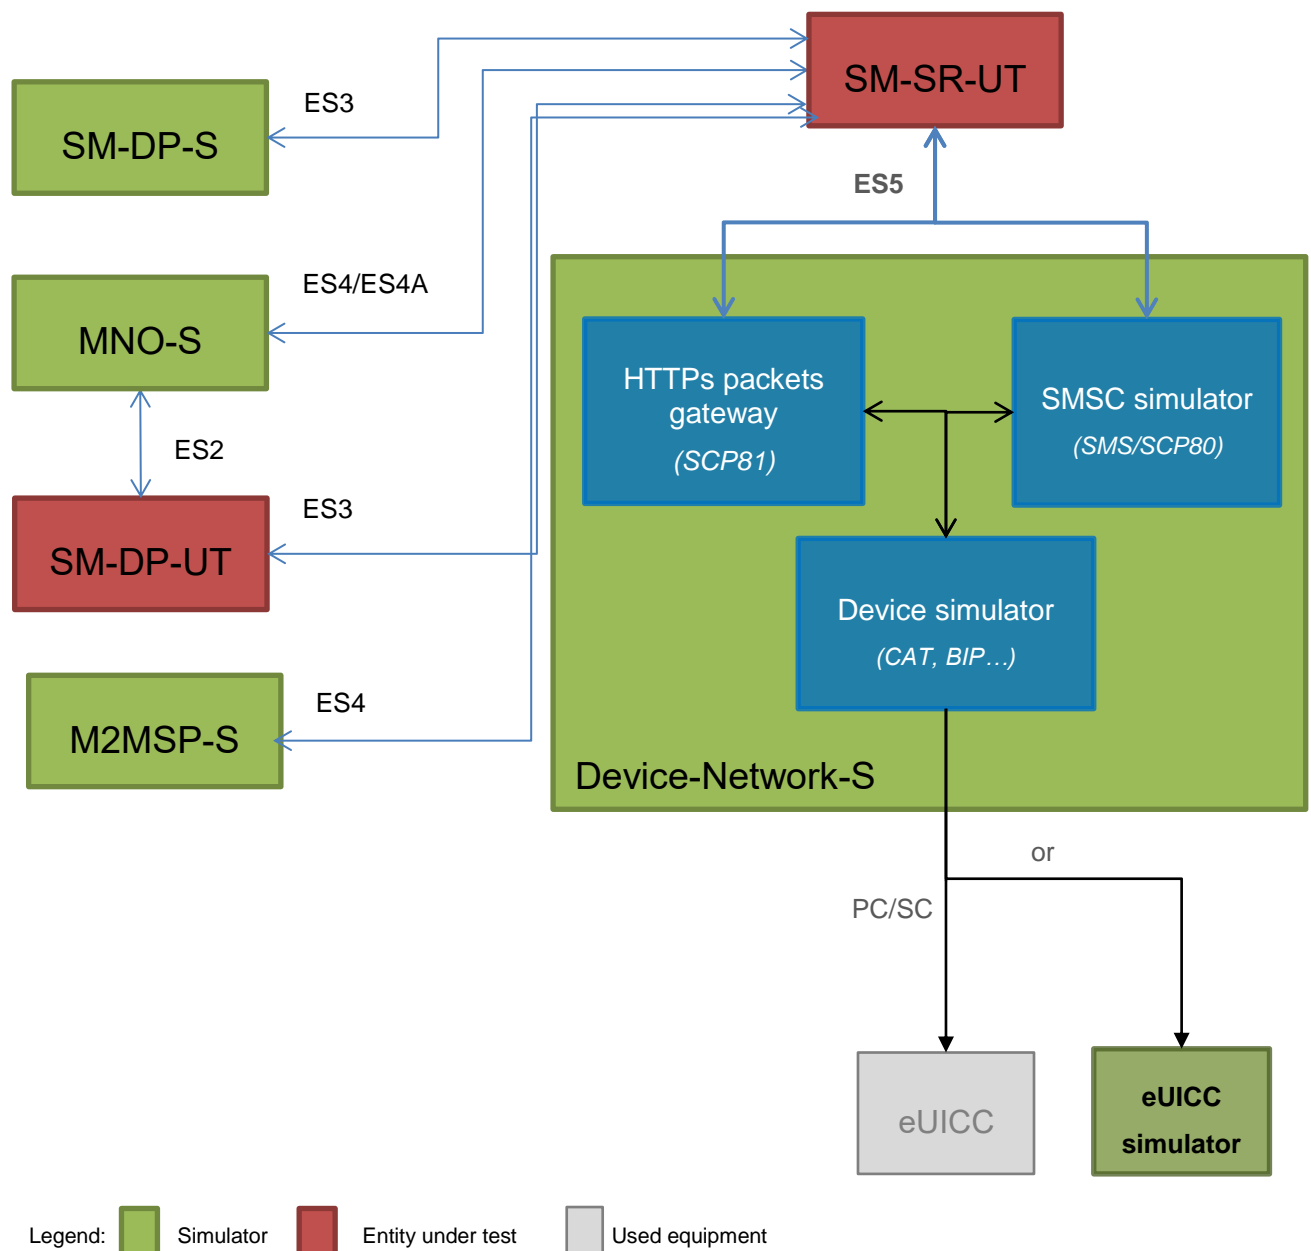 SM-SR-UT
ES3
SM-DP-S
ES5
ES4/ES4A
MNO-S
HTTPs packets
gateway
(SCP81)
SMSC simulator
(SMS/SCP80)
ES2
ES3
SM-DP-UT
Device simulator
(CAT, BIP…)
ES4
M2MSP-S
Device-Network-S
or
PC/SC
eUICC
eUICC
simulator
Legend: Simulator Entity under test Used equipment